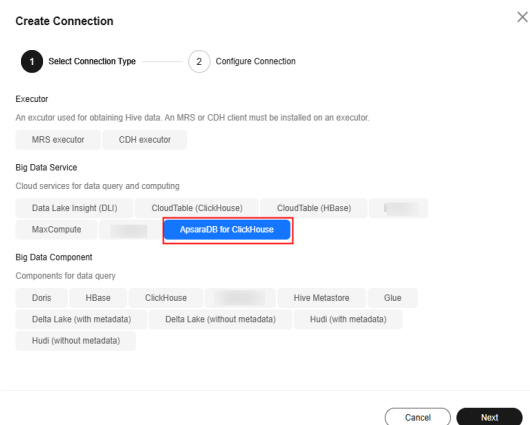 Create Connection
1 Select Connection Type 2 Configure Connection
Executor
An excutor used for obtaining Hive data. An MRS or CDH client must be installed on an executor.
MRS executor CDH executor
Big Data Service
Cloud services for data query and computing
Data Lake Insight (DLI) CloudTable (ClickHouse) CloudTable (HBase)
MaxCompute ApsaraDB for ClickHouse
Big Data Component
Components for data query
Doris HBase ClickHouse Hive Metastore Glue
Delta Lake (with metadata) Delta Lake (without metadata) Hudi (with metadata)
Hudi (without metadata)
Cancel Next